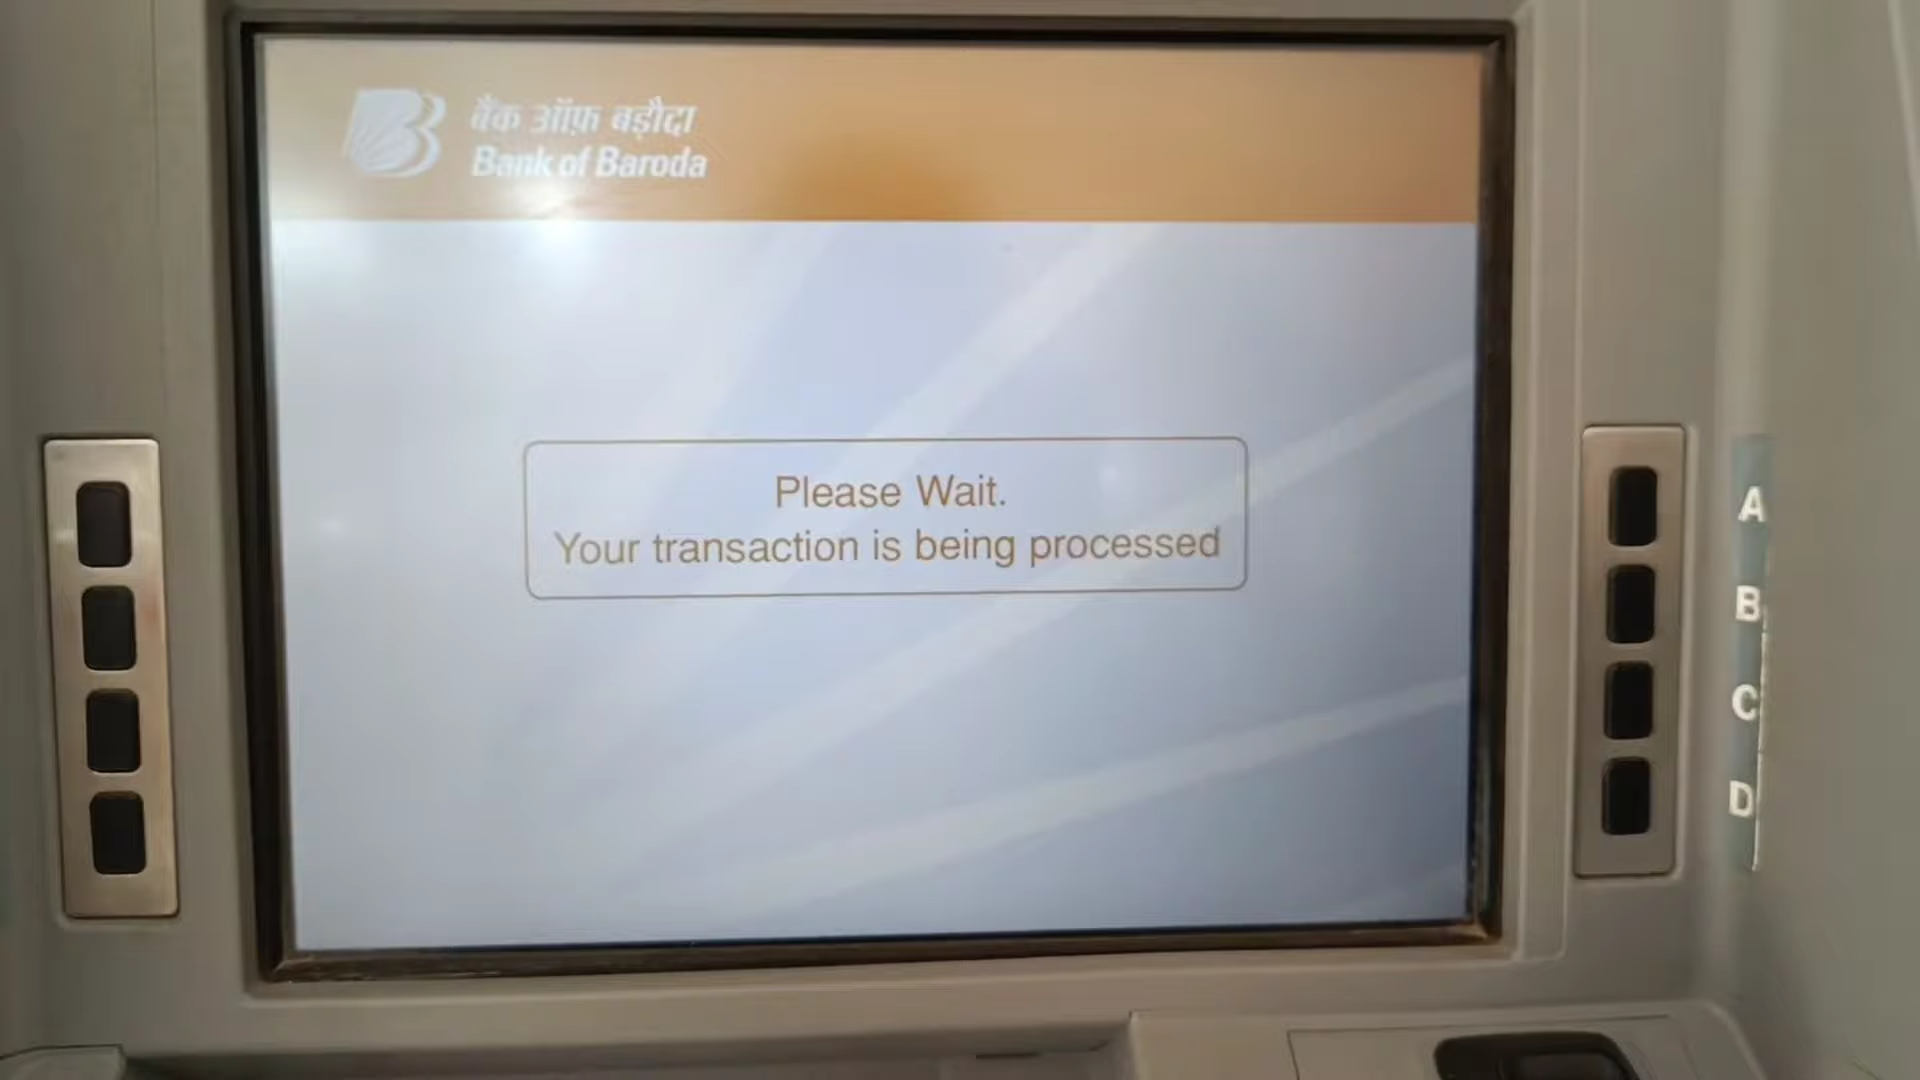 बैंक ऑफ़ बड़ौदा
Bank of Baroda
Please Wait.
Your transaction is being processed
A
B
C
D